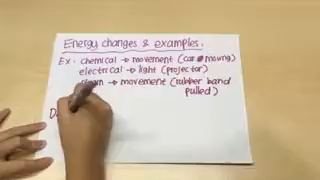 Energy changes & examples.
Ex: chemical → movement (car moving)
electrical → light (projector)
→ movement (rubber band
pulled)
D